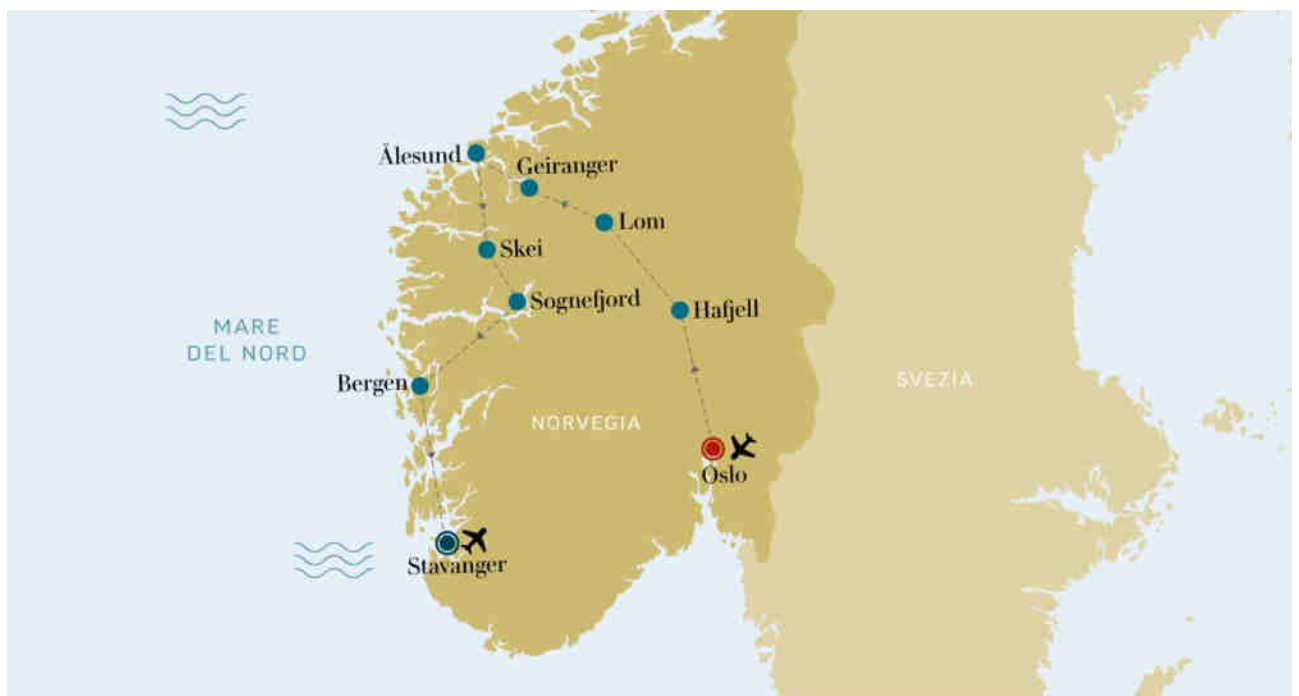 Ålesund
Geiranger
Lom
Skei
Sognefjord
Hafjell
MARE
DEL NORD
Bergen
SVEZIA
NORVEGIA
Oslo
Stavanger